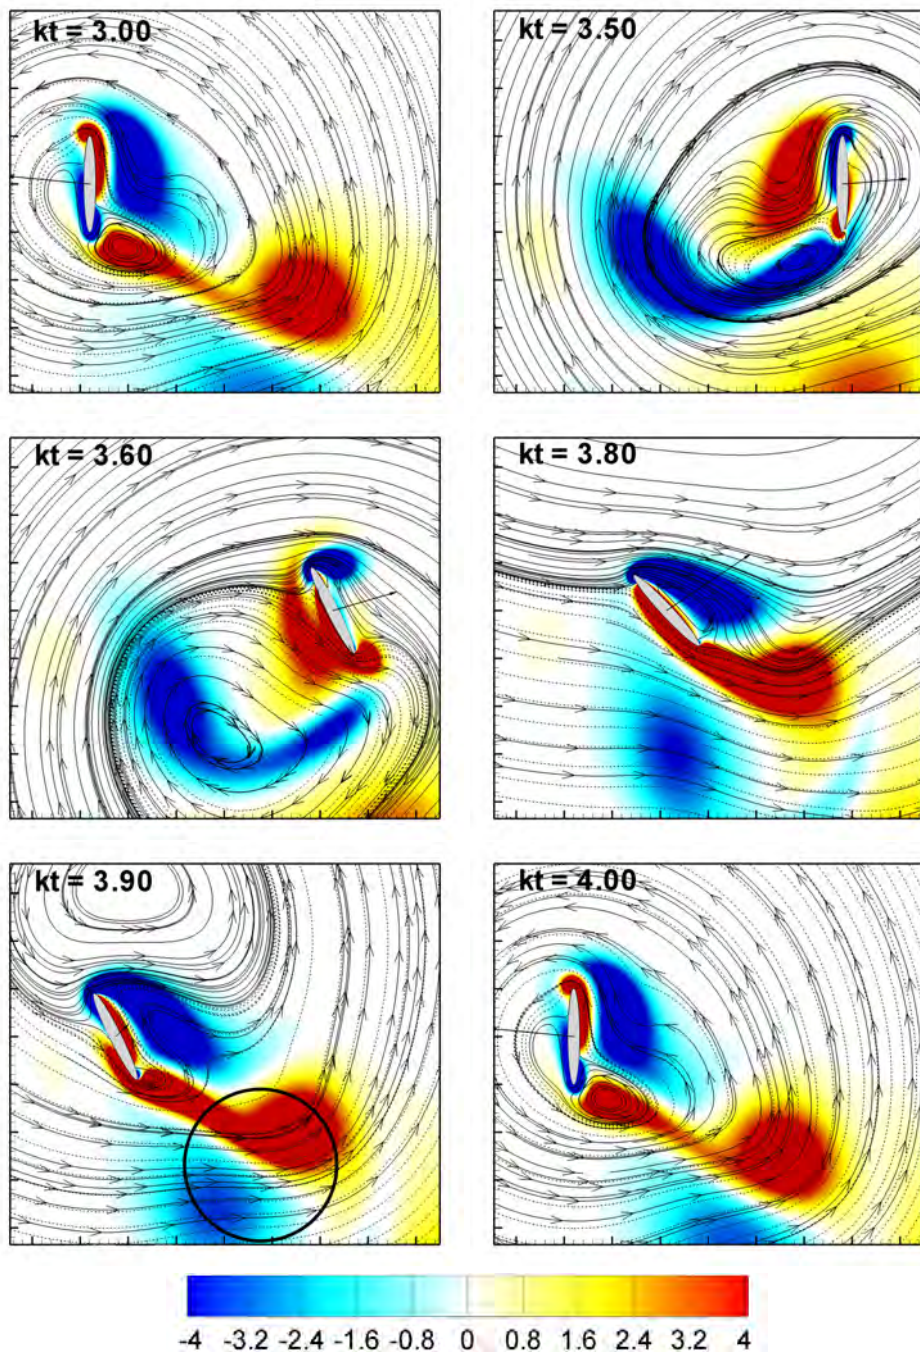 kt = 3.00
kt = 3.50
kt = 3.60
kt = 3.80
kt = 3.90
kt = 4.00
-4 -3.2 -2.4 -1.6 -0.8 0 0.8 1.6 2.4 3.2 4